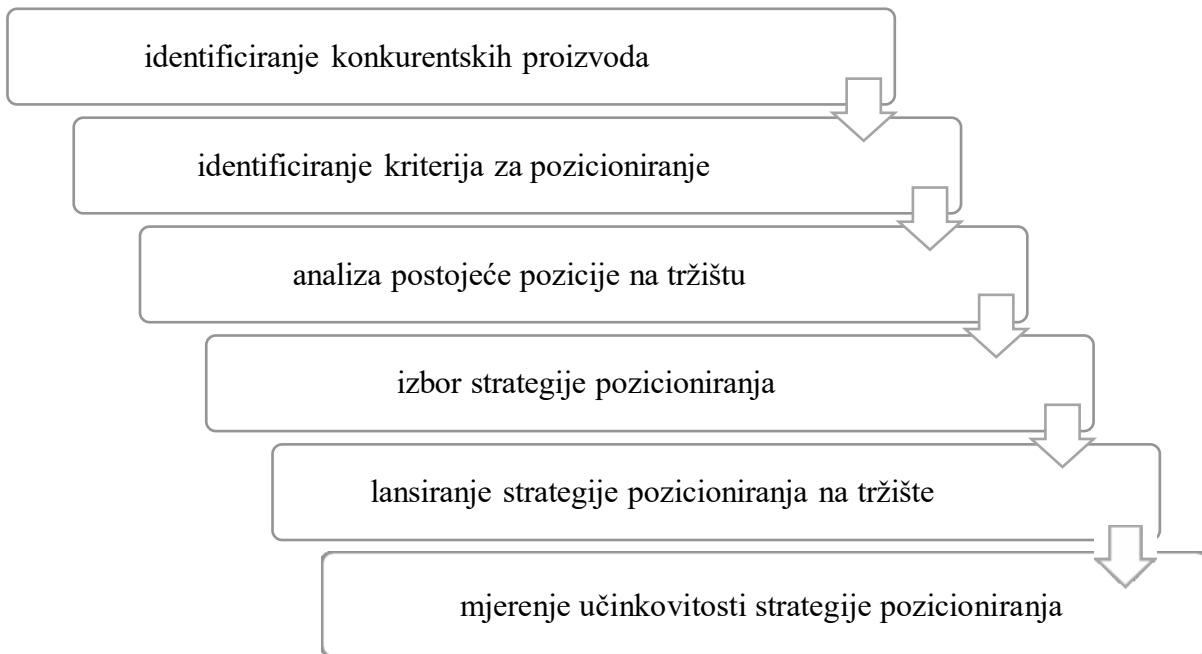 identificiranje konkurentskih proizvoda
identificiranje kriterija za pozicioniranje
analiza postojeće pozicije na tržištu
izbor strategije pozicioniranja
lansiranje strategije pozicioniranja na tržište
mjerenje učinkovitosti strategije pozicioniranja